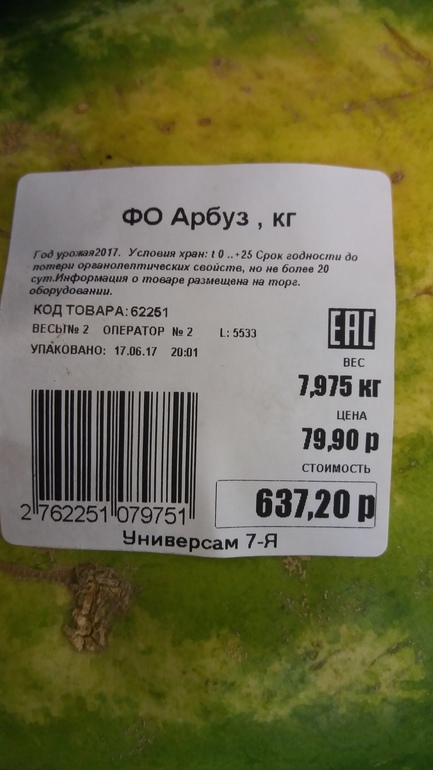 ФО Арбуз , кг
Год урожая2017. Условия хран: t 0 ..+25 Срок годности до
потери органолептических свойств, но не более 20
сут.Информация о товаре размещена на торг.
оборудовании.
КОД ТОВАРА: 62251
ВЕСЫ№ 2 ОПЕРАТОР № 2 L: 5533
УПАКОВАНО: 17.06.17 20:01
EAC
ВЕС
7,975 кг
ЦЕНА
79,90 р
СТОИМОСТЬ
637,20 р
2 762251 079751
Универсам 7-Я